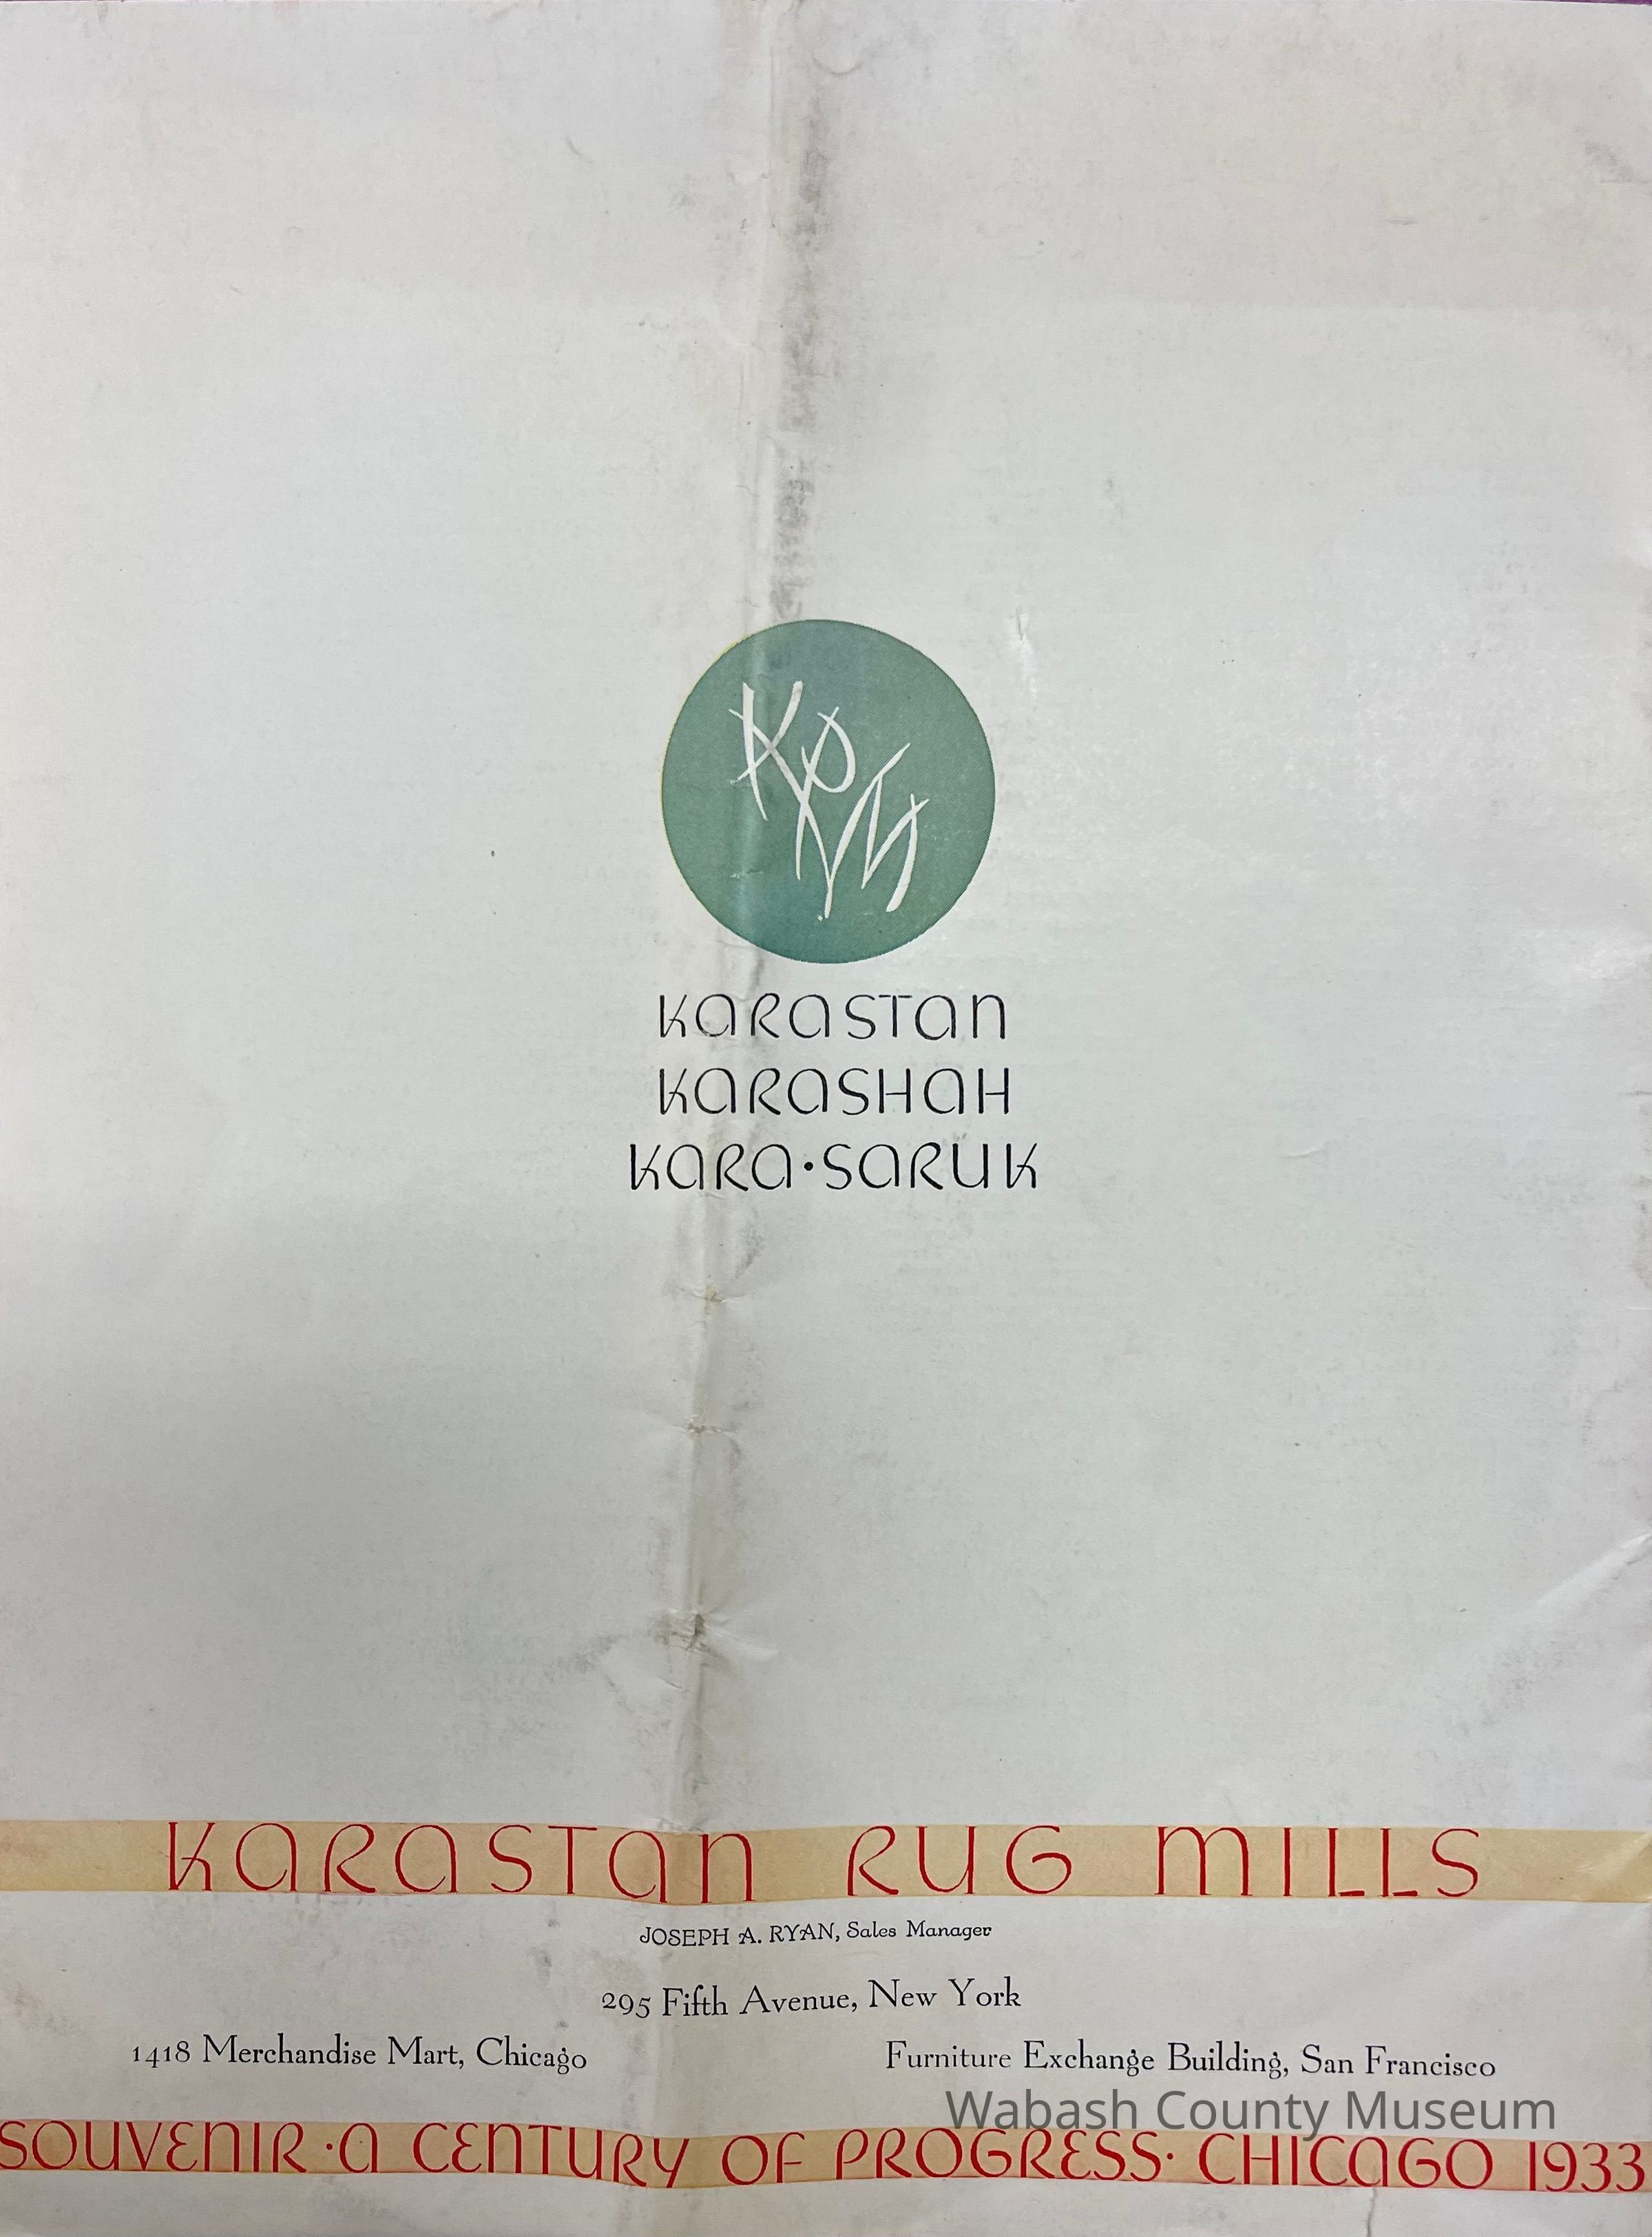 KRM
KARASTAN
KARASHAH
KARA·SARUK
KARASTAN RUG MILLS
JOSEPH A. RYAN, Sales Manager
295 Fifth Avenue, New York
1418 Merchandise Mart, Chicago
Furniture Exchange Building, San Francisco
Wabash County Museum
SOUVENIR·A CENTURY OF PROGRESS·CHICAGO 1933